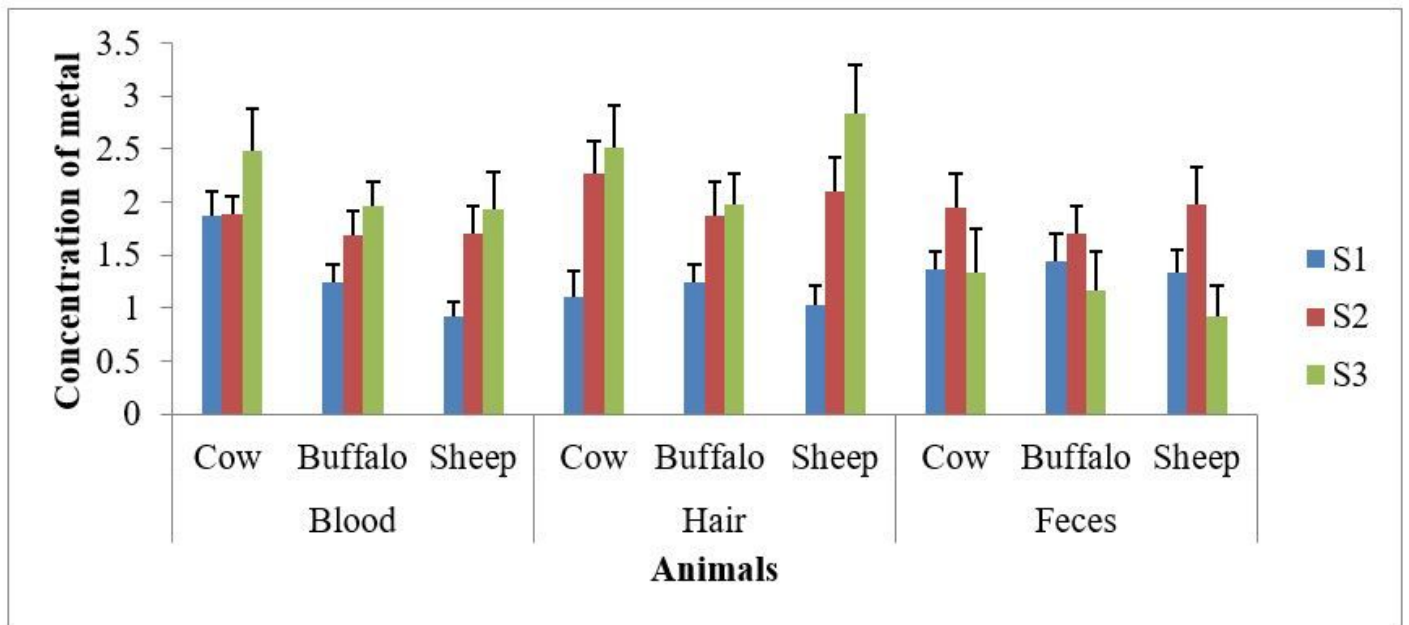 Concentration of metal
3.5
3
2.5
2
1.5
1
0.5
0
Cow Buffalo Sheep Cow Buffalo Sheep Cow Buffalo Sheep
Blood Hair Feces
Animals
S1
S2
S3